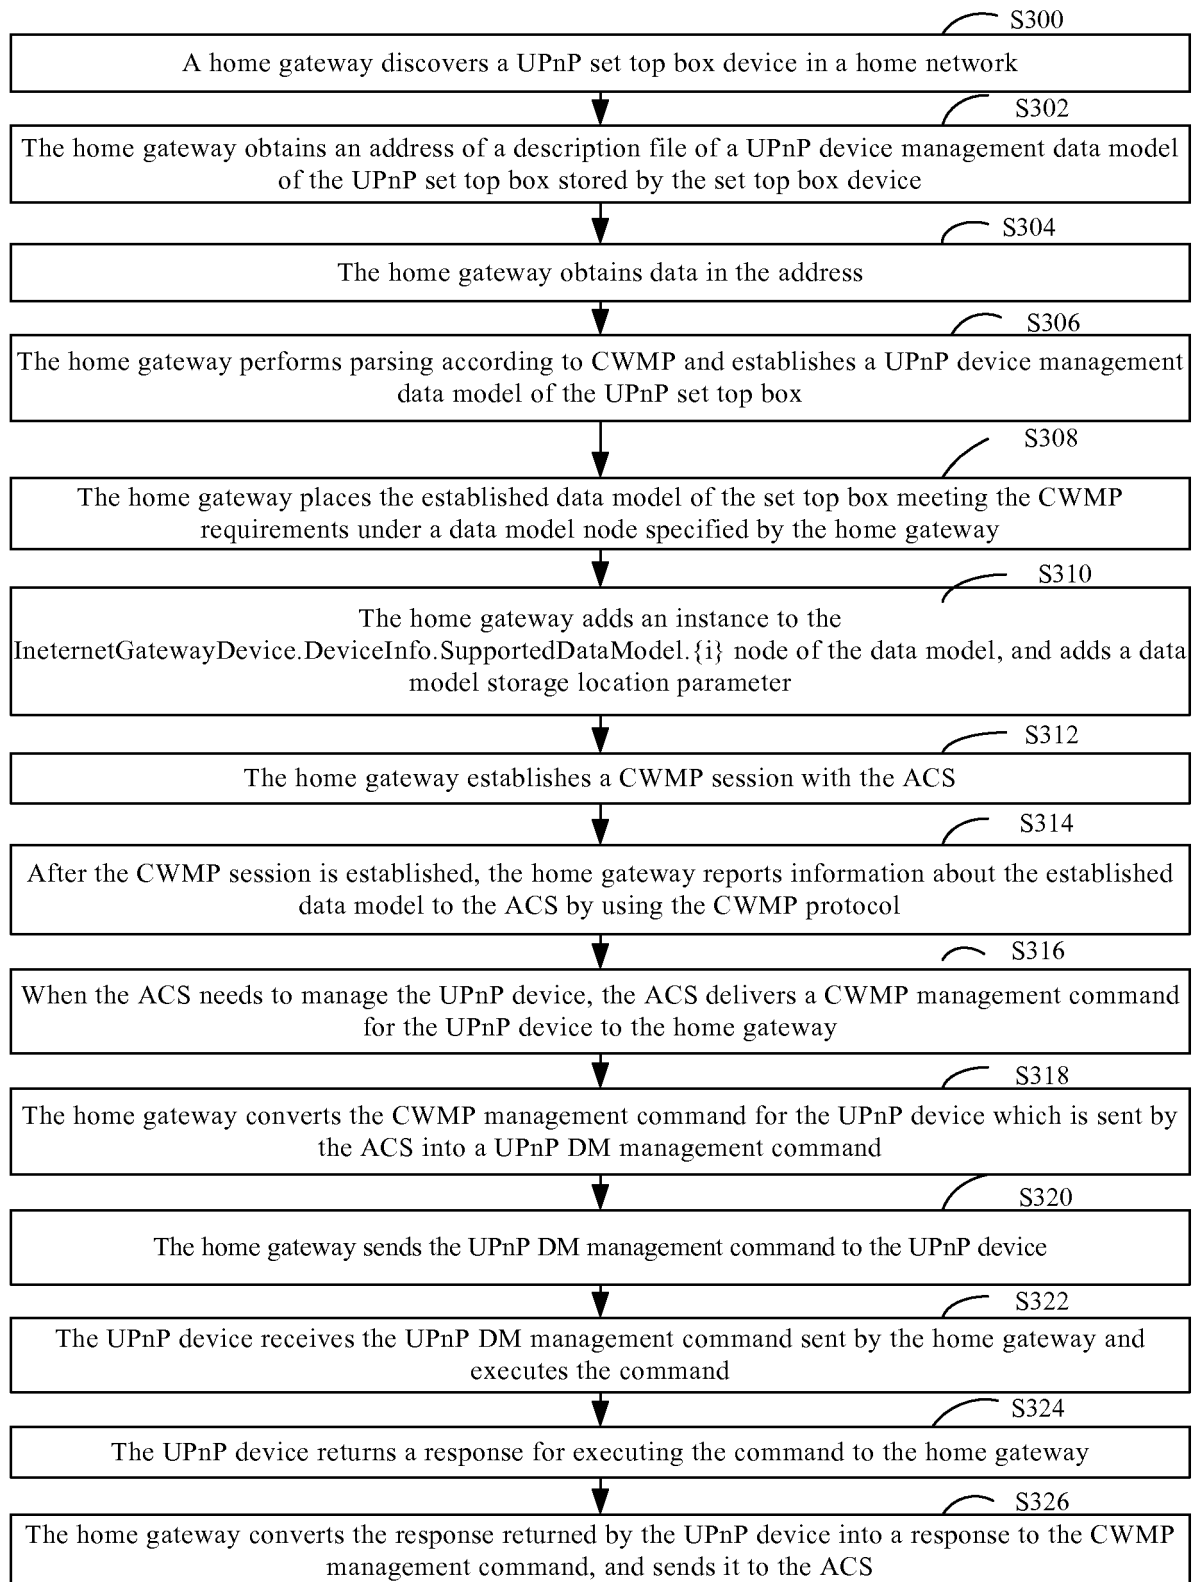 S300
A home gateway discovers a UPnP set top box device in a home network
S302
The home gateway obtains an address of a description file of a UPnP device management data model
of the UPnP set top box stored by the set top box device
S304
The home gateway obtains data in the address
S306
The home gateway performs parsing according to CWMP and establishes a UPnP device management
data model of the UPnP set top box
S308
The home gateway places the established data model of the set top box meeting the CWMP
requirements under a data model node specified by the home gateway
S310
The home gateway adds an instance to the
IneternetGatewayDevice.DeviceInfo.SupportedDataModel.{i} node of the data model, and adds a data
model storage location parameter
S312
The home gateway establishes a CWMP session with the ACS
S314
After the CWMP session is established, the home gateway reports information about the established
data model to the ACS by using the CWMP protocol
S316
When the ACS needs to manage the UPnP device, the ACS delivers a CWMP management command
for the UPnP device to the home gateway
S318
The home gateway converts the CWMP management command for the UPnP device which is sent by
the ACS into a UPnP DM management command
S320
The home gateway sends the UPnP DM management command to the UPnP device
S322
The UPnP device receives the UPnP DM management command sent by the home gateway and
executes the command
S324
The UPnP device returns a response for executing the command to the home gateway
S326
The home gateway converts the response returned by the UPnP device into a response to the CWMP
management command, and sends it to the ACS